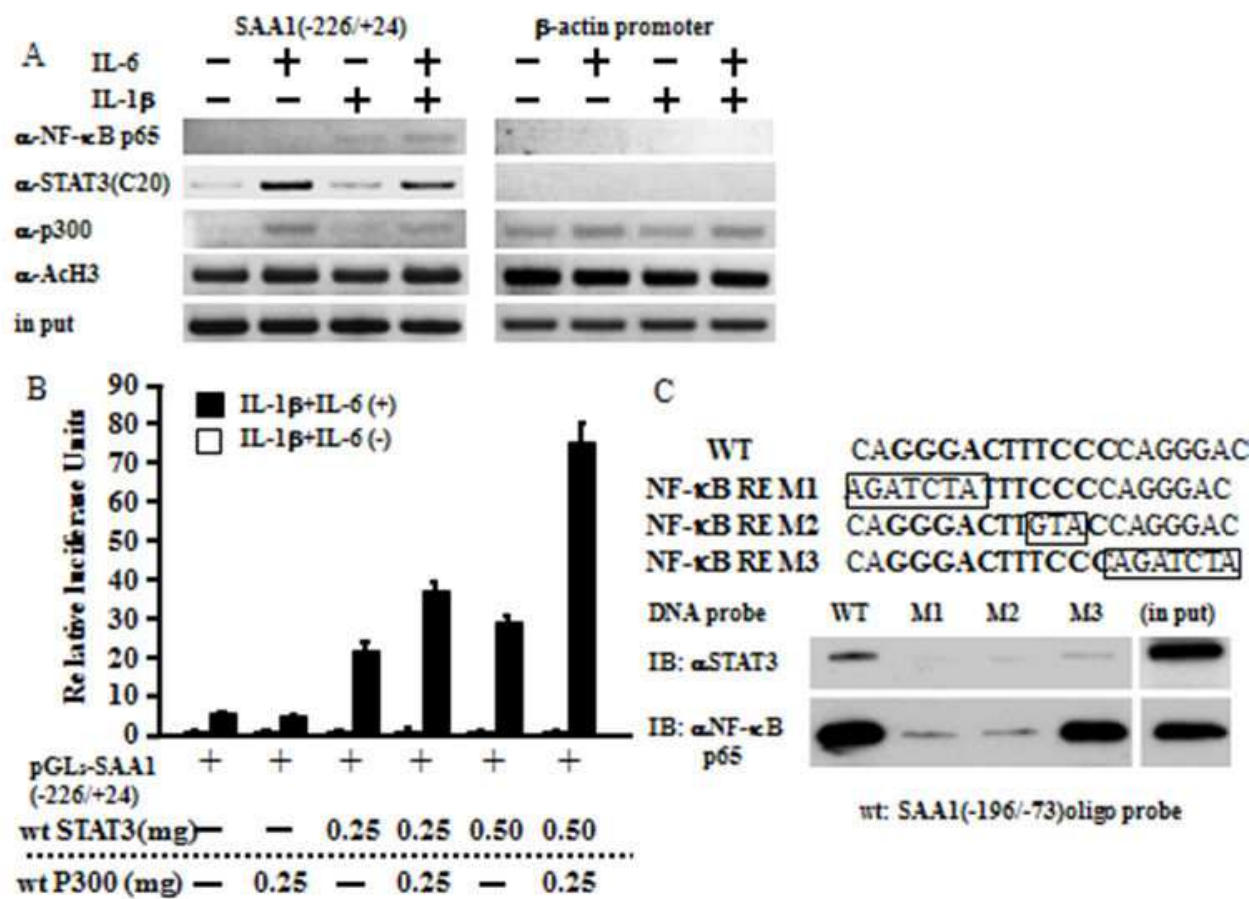 SAA1(-226/+24) β-actin promoter
A IL-6 − + − + − + − +
IL-1β − − + + − − + +
α-NF-κB p65
α-STAT3(C20)
α-p300
α-AcH3
in put
B
90
80
70
60
50
40
30
20
10
0
Relative luciferase Units
IL-1β+IL-6 (+)
IL-1β+IL-6 (-)
pGL3-SAA1 + + + + + +
(-226/+24)
wt STAT3(mg) − − 0.25 0.25 0.50 0.50
wt P300 (mg) − 0.25 − 0.25 − 0.25
C
WT CAGGGACTTTCCCCAGGGAC
NF-κB RE M1 AGATCTATTTCCCCAGGGAC
NF-κB RE M2 CAGGGACTTGTACCAGGGAC
NF-κB RE M3 CAGGGACTTTCCCAGATCTA
DNA probe WT M1 M2 M3 (in put)
IB: αSTAT3
IB: αNF-κB
p65
wt: SAA1(-196/-73)oligo probe